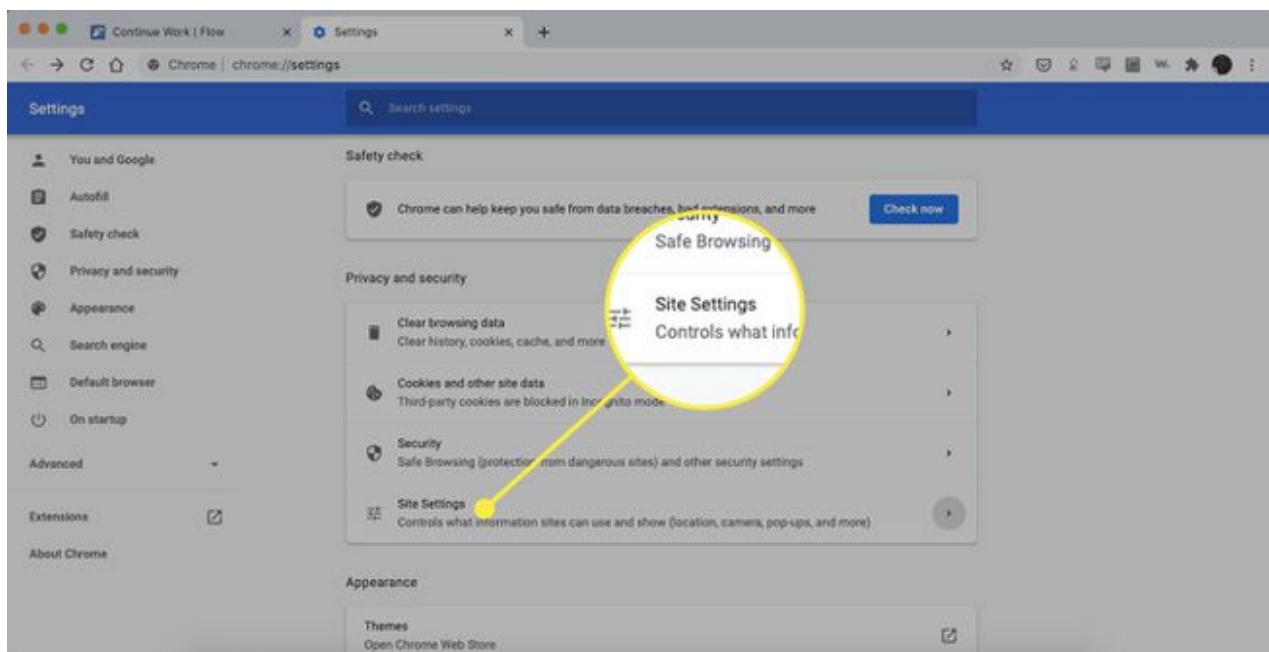 Continue Work | Flow
Settings
Chrome | chrome://settings
W.
Settings
Search settings
You and Google
Autofill
Safety check
Privacy and security
Appearance
Search engine
Default browser
On startup
Advanced
Extensions
About Chrome
Safety check
Chrome can help keep you safe from data breaches, bad extensions, and more
Check now
Privacy and security
Clear browsing data
Clear history, cookies, cache, and more
Cookies and other site data
Third-party cookies are blocked in Incognito mode
Security
Safe Browsing (protection from dangerous sites) and other security settings
Site Settings
Controls what information sites can use and show (location, camera, pop-ups, and more)
Safe Browsing
Site Settings
Controls what info
Appearance
Themes
Open Chrome Web Store